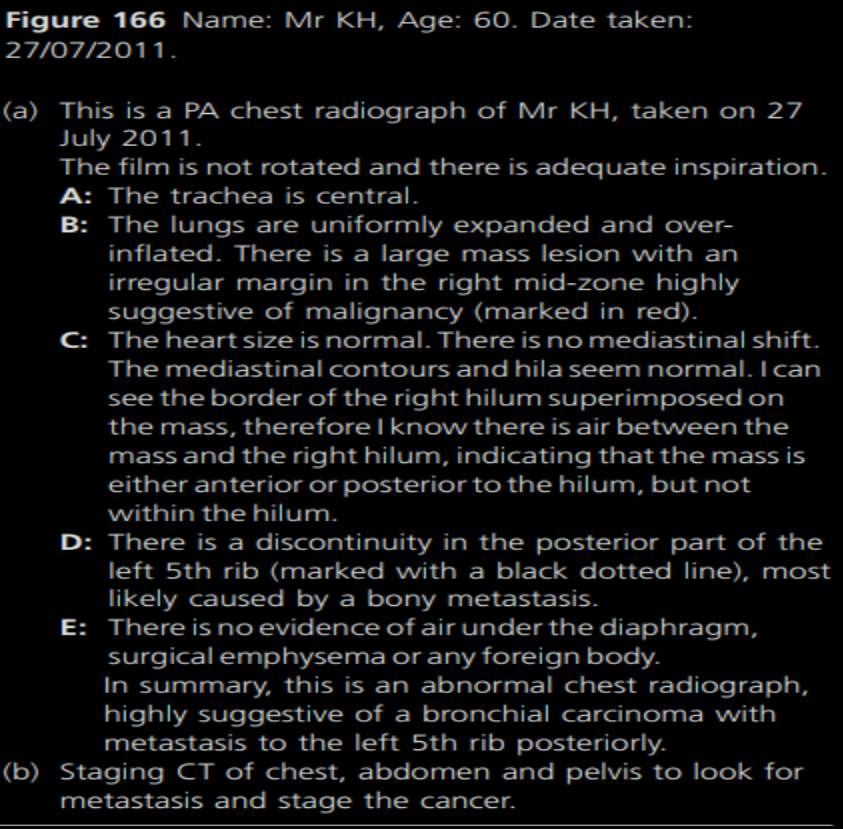 Figure 166 Name: Mr KH, Age: 60. Date taken:
27/07/2011.
(a) This is a PA chest radiograph of Mr KH, taken on 27
July 2011.
The film is not rotated and there is adequate inspiration.
A: The trachea is central.
B: The lungs are uniformly expanded and over-
inflated. There is a large mass lesion with an
irregular margin in the right mid-zone highly
suggestive of malignancy (marked in red).
C: The heart size is normal. There is no mediastinal shift.
The mediastinal contours and hila seem normal. I can
see the border of the right hilum superimposed on
the mass, therefore I know there is air between the
mass and the right hilum, indicating that the mass is
either anterior or posterior to the hilum, but not
within the hilum.
D: There is a discontinuity in the posterior part of the
left 5th rib (marked with a black dotted line), most
likely caused by a bony metastasis.
E: There is no evidence of air under the diaphragm,
surgical emphysema or any foreign body.
In summary, this is an abnormal chest radiograph,
highly suggestive of a bronchial carcinoma with
metastasis to the left 5th rib posteriorly.
(b) Staging CT of chest, abdomen and pelvis to look for
metastasis and stage the cancer.